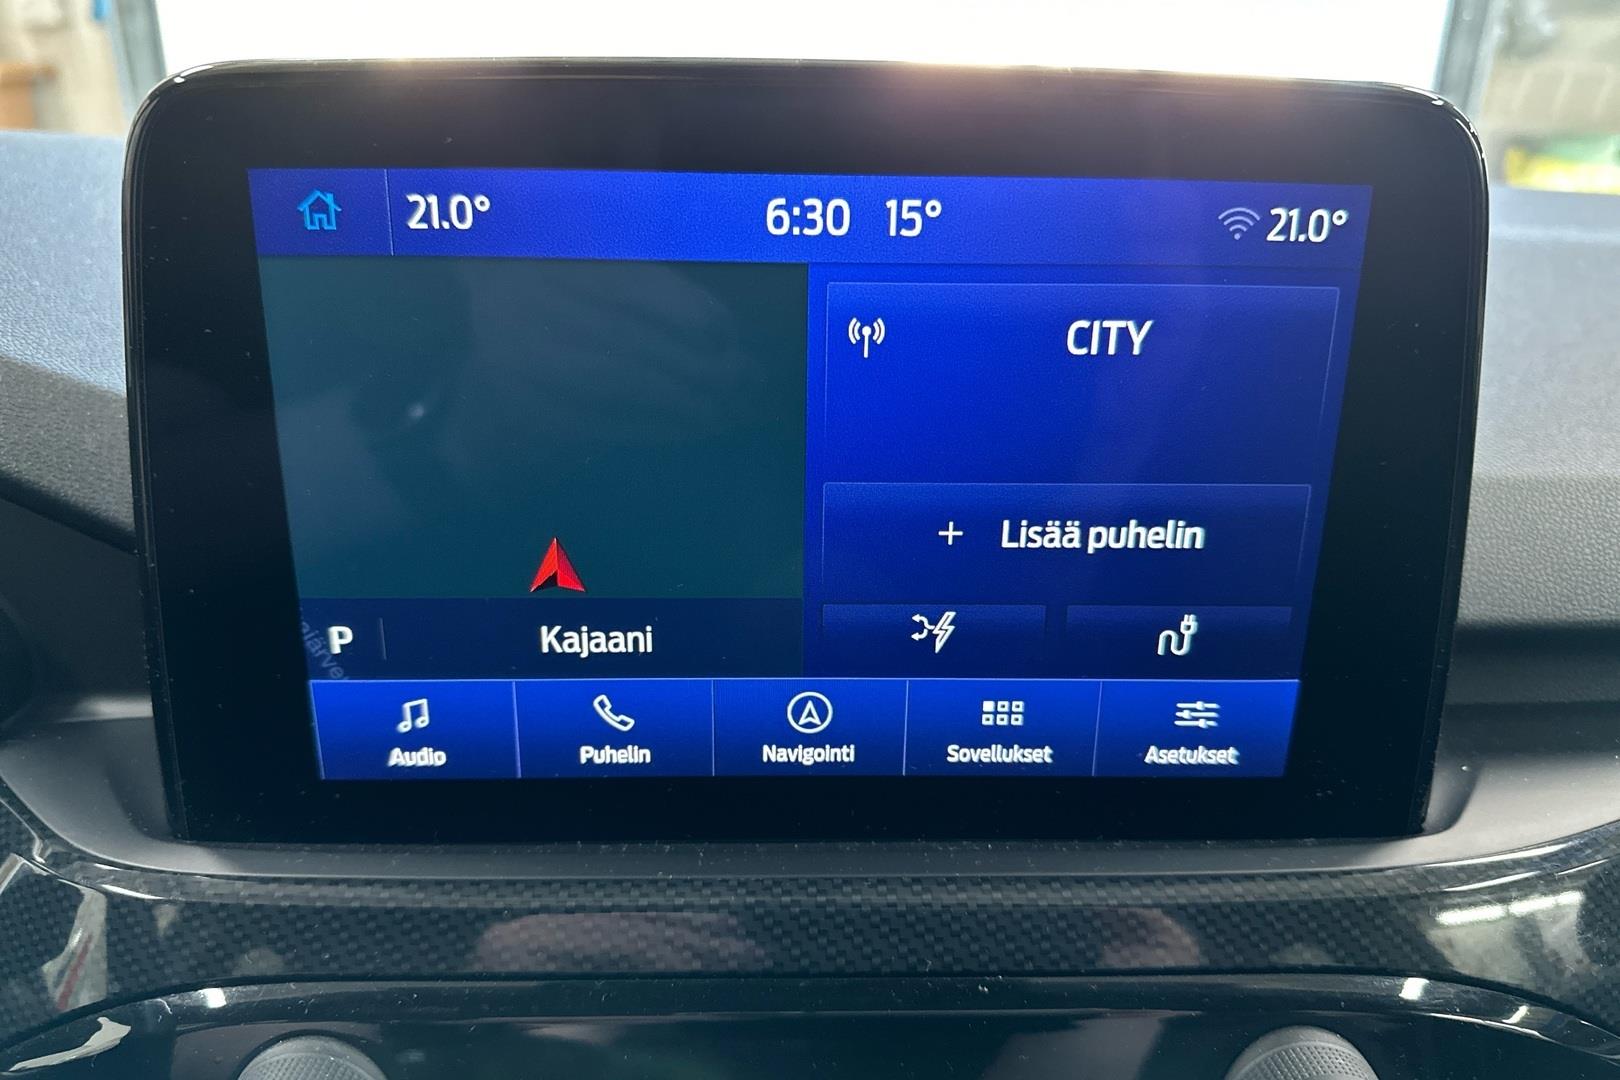 21.0° 6:30 15° 21.0°
CITY
+ Lisää puhelin
P Kajaani
Audio Puhelin Navigointi Sovellukset Asetukset